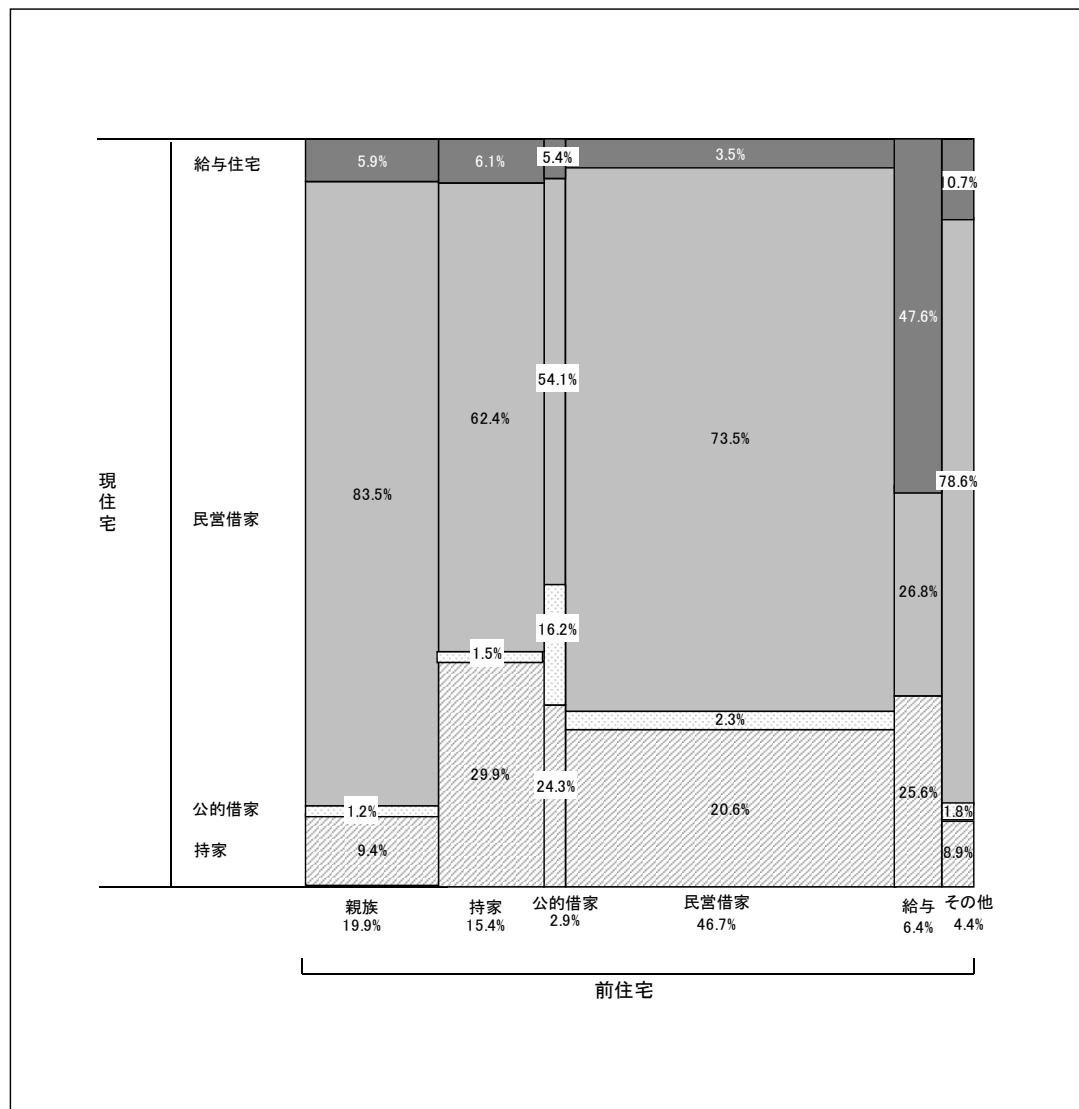 給与住宅
民営借家
公的借家
持家
現住宅
5.9%
6.1%
5.4%
3.5%
47.6%
10.7%
83.5%
62.4%
54.1%
73.5%
26.8%
78.6%
1.2%
1.5%
16.2%
2.3%
1.8%
9.4%
29.9%
24.3%
20.6%
25.6%
8.9%
親族
19.9%
持家
15.4%
公的借家
2.9%
民営借家
46.7%
給与
6.4%
その他
4.4%
前住宅